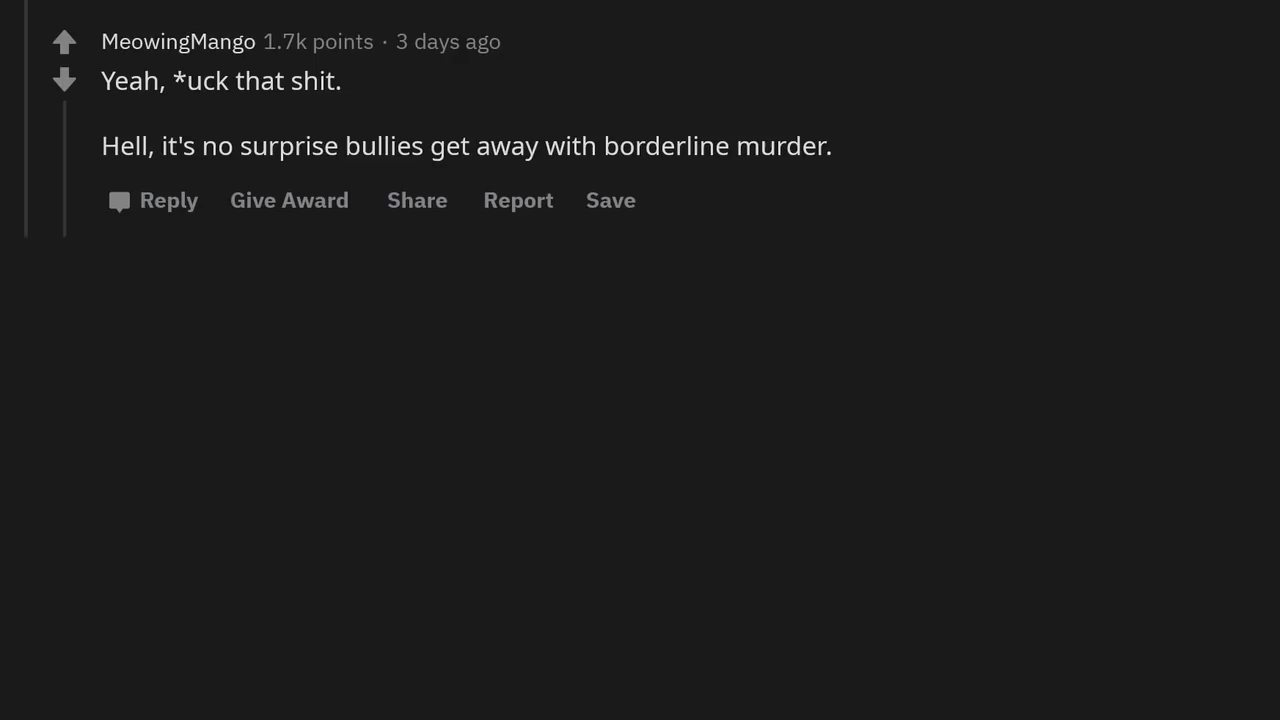 MeowingMango 1.7k points · 3 days ago
Yeah, *uck that shit.
Hell, it's no surprise bullies get away with borderline murder.
Reply Give Award Share Report Save